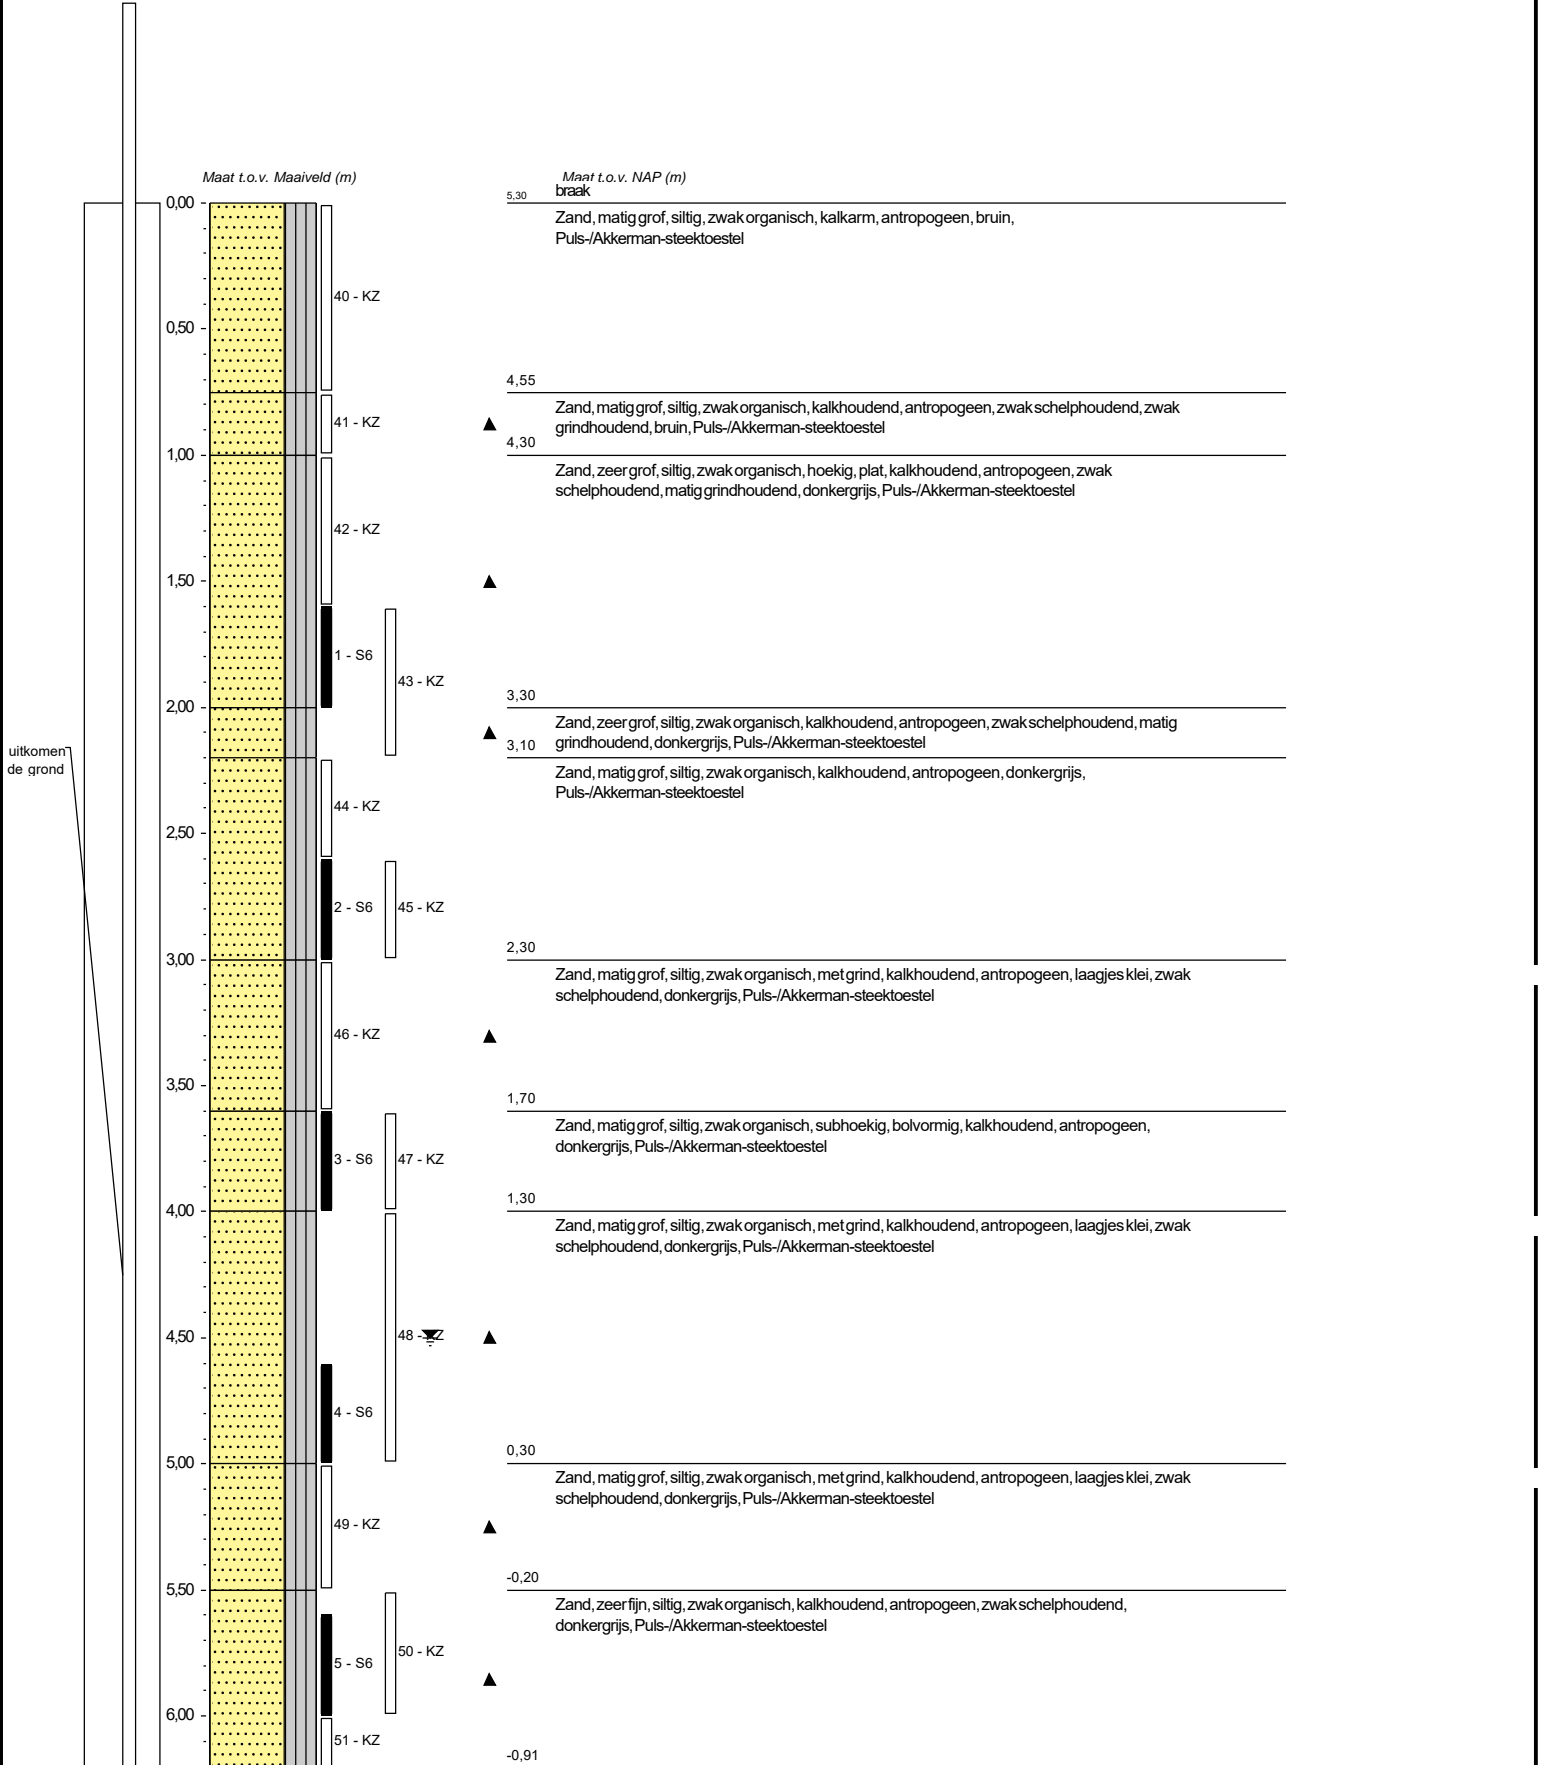 Maat t.o.v. Maaiveld (m)
Maat t.o.v. NAP (m)
braak
0,00
5,30
Zand, matig grof, siltig, zwak organisch, kalkarm, antropogeen, bruin,
Puls-/Akkerman-steektoestel
40 - KZ
0,50
4,55
Zand, matig grof, siltig, zwak organisch, kalkhoudend, antropogeen, zwak schelphoudend, zwak
grindhoudend, bruin, Puls-/Akkerman-steektoestel
41 - KZ
4,30
1,00
Zand, zeer grof, siltig, zwak organisch, hoekig, plat, kalkhoudend, antropogeen, zwak
schelphoudend, matig grindhoudend, donkergrijs, Puls-/Akkerman-steektoestel
42 - KZ
1,50
1 - S6
43 - KZ
3,30
2,00
Zand, zeer grof, siltig, zwak organisch, kalkhoudend, antropogeen, zwak schelphoudend, matig
grindhoudend, donkergrijs, Puls-/Akkerman-steektoestel
3,10
uitkomen
de grond
Zand, matig grof, siltig, zwak organisch, kalkhoudend, antropogeen, donkergrijs,
Puls-/Akkerman-steektoestel
44 - KZ
2,50
2 - S6
45 - KZ
2,30
3,00
Zand, matig grof, siltig, zwak organisch, met grind, kalkhoudend, antropogeen, laagjes klei, zwak
schelphoudend, donkergrijs, Puls-/Akkerman-steektoestel
46 - KZ
3,50
1,70
Zand, matig grof, siltig, zwak organisch, subhoekig, bolvormig, kalkhoudend, antropogeen,
donkergrijs, Puls-/Akkerman-steektoestel
3 - S6
47 - KZ
1,30
4,00
Zand, matig grof, siltig, zwak organisch, met grind, kalkhoudend, antropogeen, laagjes klei, zwak
schelphoudend, donkergrijs, Puls-/Akkerman-steektoestel
4,50
48 - KZ
4 - S6
0,30
5,00
Zand, matig grof, siltig, zwak organisch, met grind, kalkhoudend, antropogeen, laagjes klei, zwak
schelphoudend, donkergrijs, Puls-/Akkerman-steektoestel
49 - KZ
-0,20
5,50
Zand, zeer fijn, siltig, zwak organisch, kalkhoudend, antropogeen, zwak schelphoudend,
donkergrijs, Puls-/Akkerman-steektoestel
50 - KZ
5 - S6
6,00
51 - KZ
-0,91